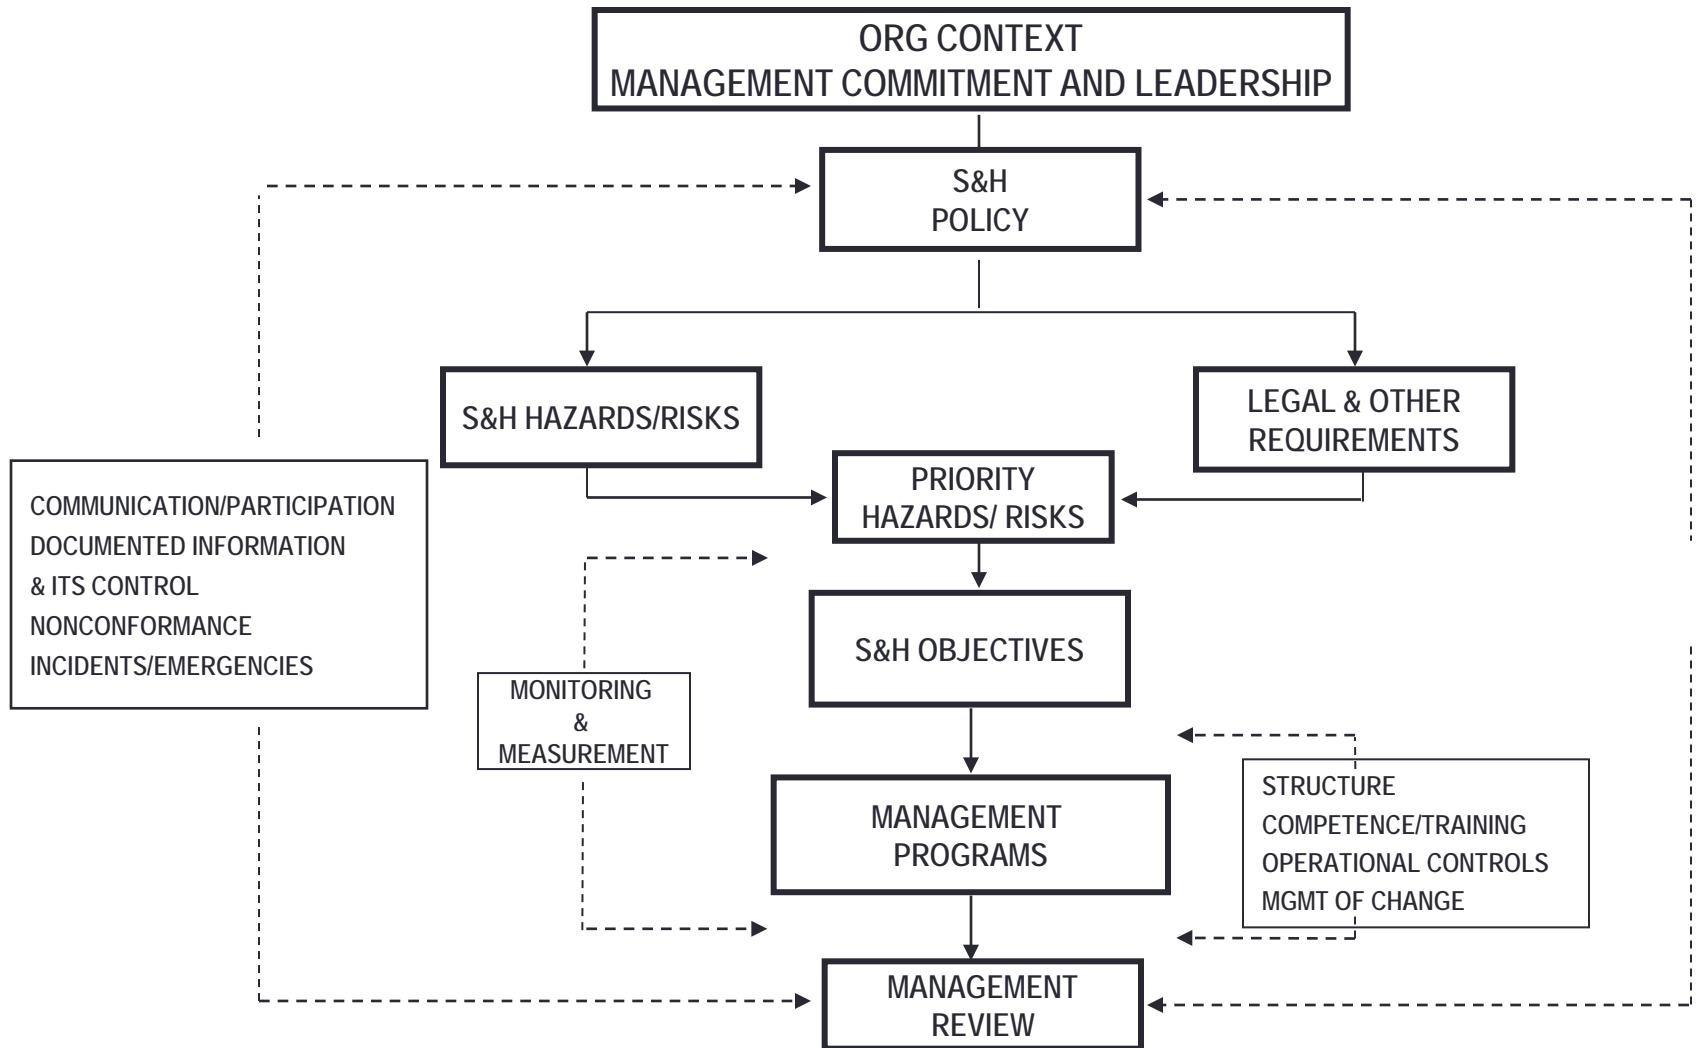 ORG CONTEXT
MANAGEMENT COMMITMENT AND LEADERSHIP
S&H
POLICY
S&H HAZARDS/RISKS
LEGAL & OTHER
REQUIREMENTS
PRIORITY
HAZARDS/ RISKS
COMMUNICATION/PARTICIPATION
DOCUMENTED INFORMATION
& ITS CONTROL
NONCONFORMANCE
INCIDENTS/EMERGENCIES
S&H OBJECTIVES
MONITORING
&
MEASUREMENT
MANAGEMENT
PROGRAMS
STRUCTURE
COMPETENCE/TRAINING
OPERATIONAL CONTROLS
MGMT OF CHANGE
MANAGEMENT
REVIEW